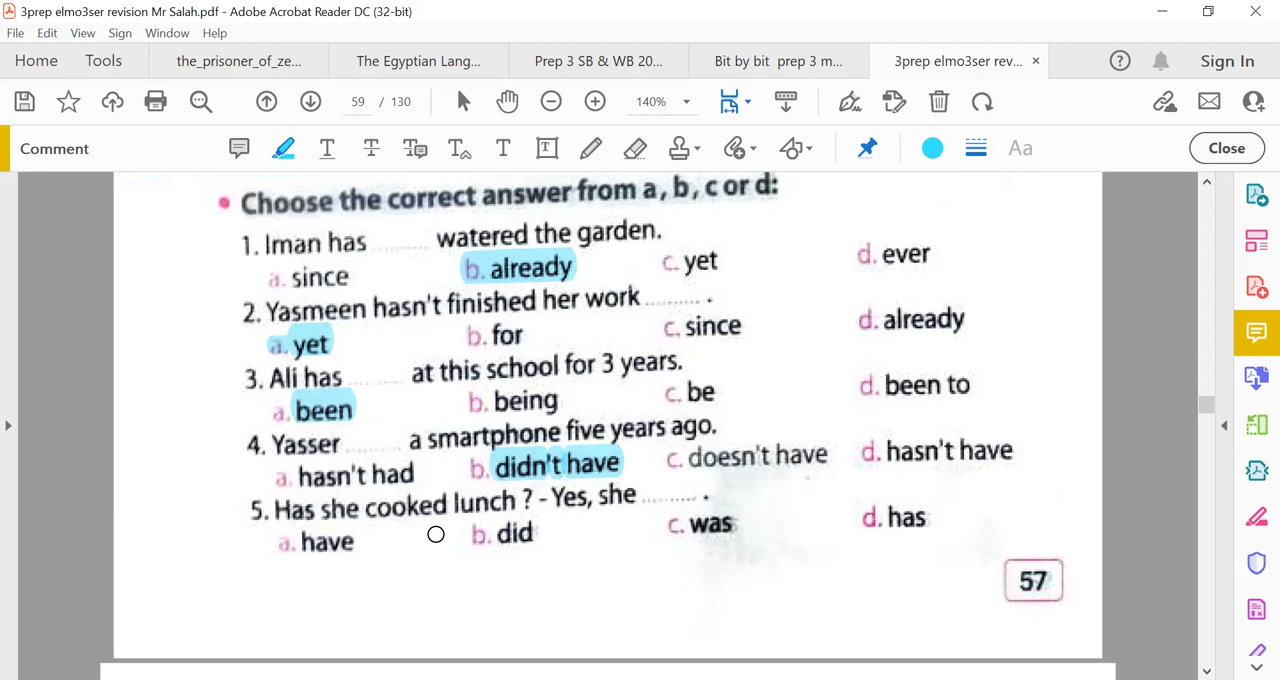 3prep elmo3ser revision Mr Salah.pdf - Adobe Acrobat Reader DC (32-bit)
File Edit View Sign Window Help
Home Tools the_prisoner_of_ze... The Egyptian Lang... Prep 3 SB & WB 20... Bit by bit prep 3 m... 3prep elmo3ser rev... × Sign In
59 / 130 140%
Comment Aa Close
Choose the correct answer from a, b, c or d:
1. Iman has ......... watered the garden.
a. since b. already c. yet d. ever
2. Yasmeen hasn't finished her work ......... .
a. yet b. for c. since d. already
3. Ali has ......... at this school for 3 years.
a. been b. being c. be d. been to
4. Yasser ......... a smartphone five years ago.
a. hasn't had b. didn't have c. doesn't have d. hasn't have
5. Has she cooked lunch ? - Yes, she ......... .
a. have b. did c. was d. has
57